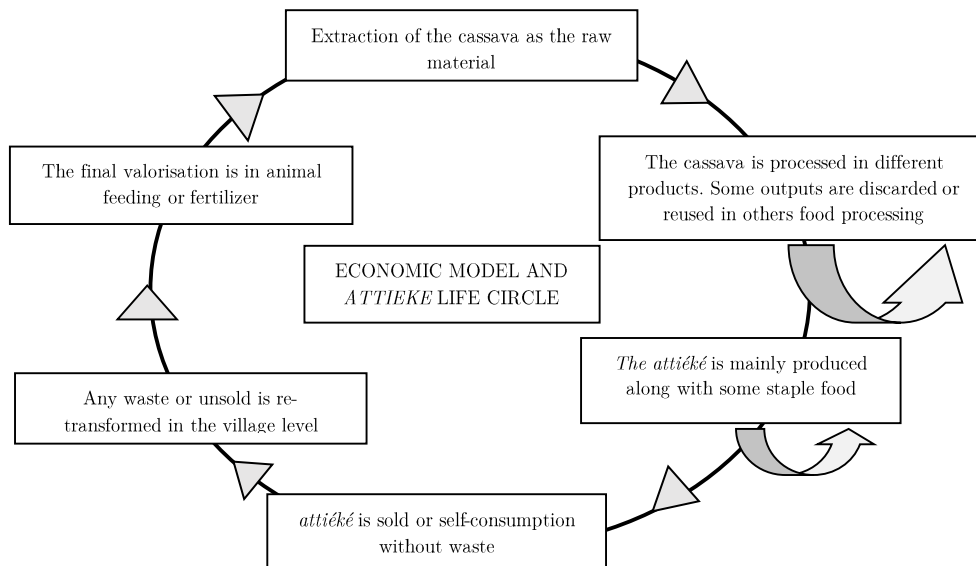 Extraction of the cassava as the raw
material
The cassava is processed in different
products. Some outputs are discarded or
reused in others food processing
The final valorisation is in animal
feeding or fertilizer
ECONOMIC MODEL AND
ATTIEKE LIFE CIRCLE
The attiéké is mainly produced
along with some staple food
Any waste or unsold is re-
transformed in the village level
attiéké is sold or self-consumption
without waste